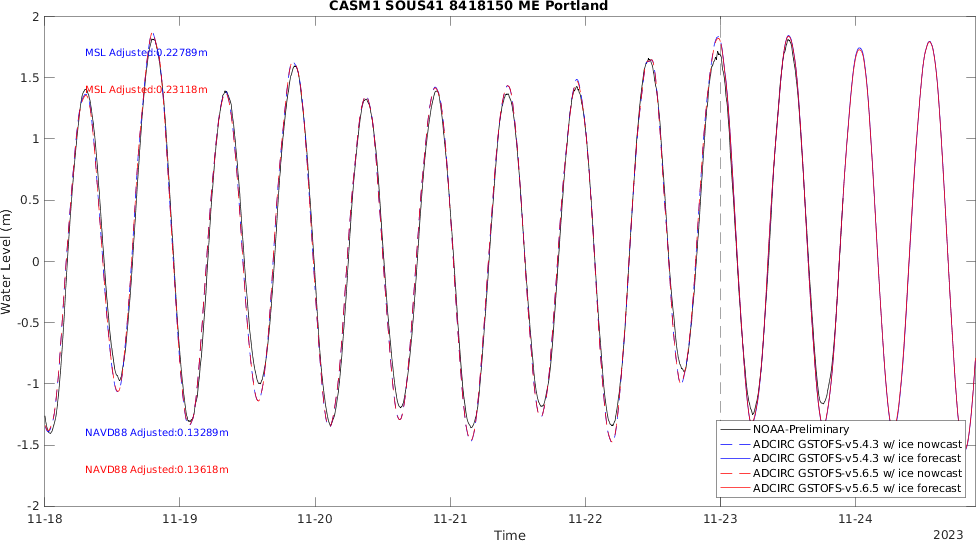 CASM1 SOUS41 8418150 ME Portland
2
1.5
1
0.5
0
-0.5
-1
-1.5
-2
Water Level (m)
MSL Adjusted:0.22789m
MSL Adjusted:0.23118m
NAVD88 Adjusted:0.13289m
NAVD88 Adjusted:0.13618m
NOAA-Preliminary
ADCIRC GSTOFS-v5.4.3 w/ ice nowcast
ADCIRC GSTOFS-v5.4.3 w/ ice forecast
ADCIRC GSTOFS-v5.6.5 w/ ice nowcast
ADCIRC GSTOFS-v5.6.5 w/ ice forecast
11-18 11-19 11-20 11-21 11-22 11-23 11-24
Time
2023